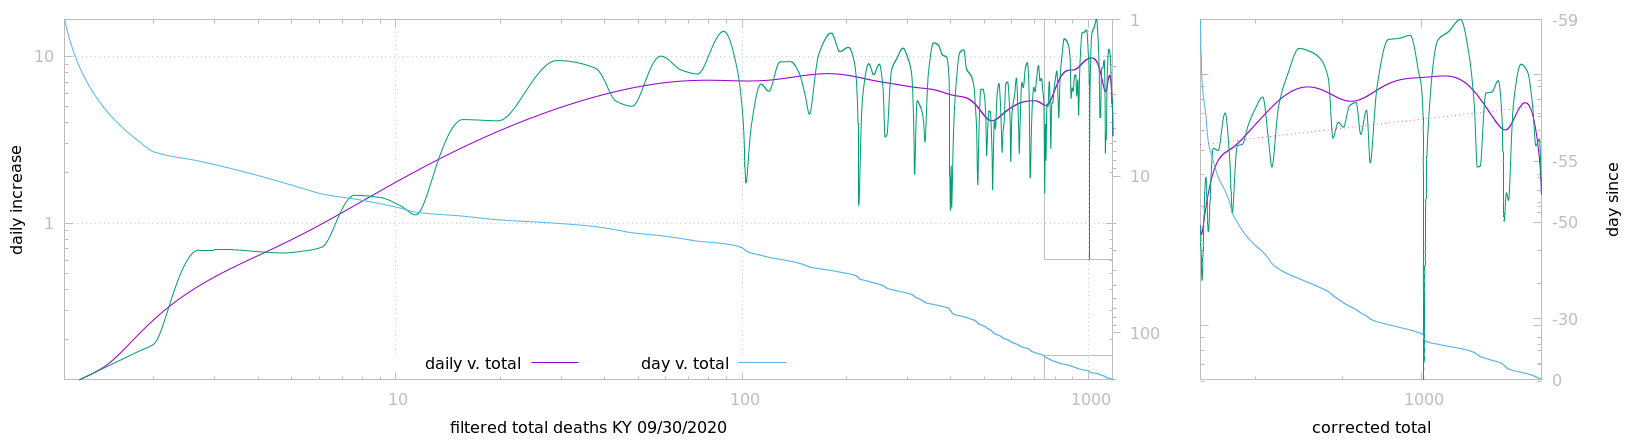 daily increase
10
1
daily v. total
day v. total
10
100
1000
filtered total deaths KY 09/30/2020
1
10
100
1000
corrected total
-59
-55
-50
-30
0
day since